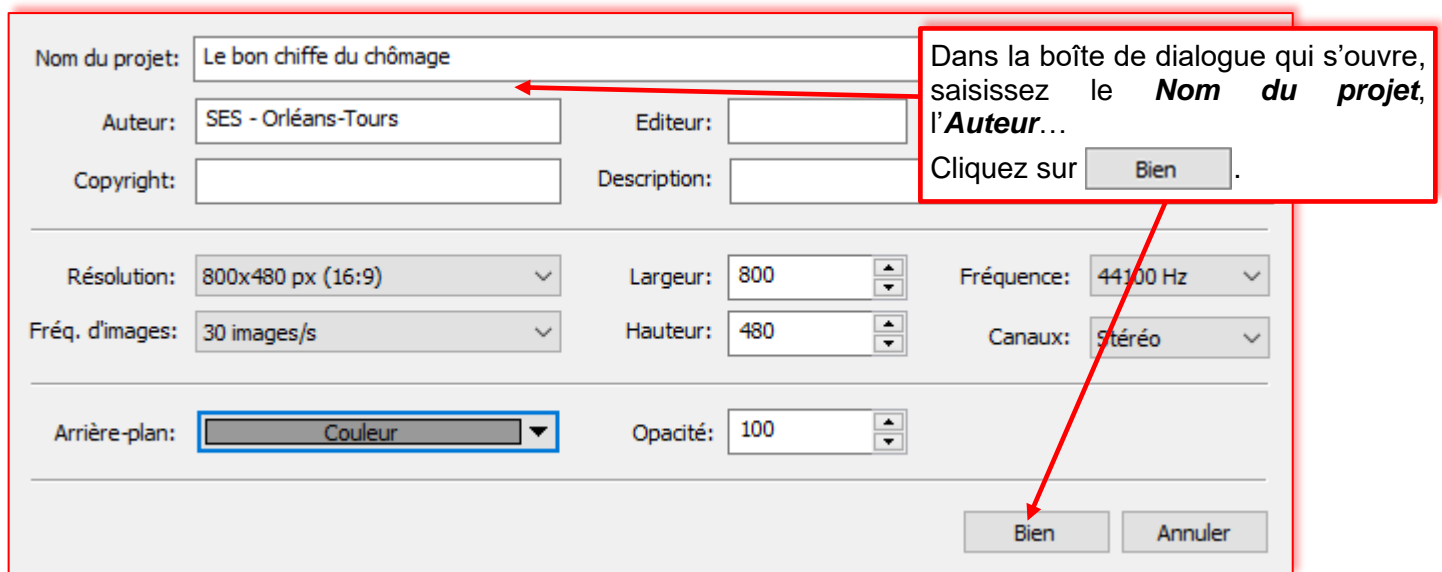 Nom du projet: Le bon chiffe du chômage
Dans la boîte de dialogue qui s’ouvre,
saisissez le Nom du projet,
l’Auteur…
Cliquez sur Bien .
Auteur: SES - Orléans-Tours Editeur:
Copyright: Description:
Résolution: 800x480 px (16:9) Largeur: 800 Fréquence: 44100 Hz
Fréq. d'images: 30 images/s Hauteur: 480 Canaux: Stéréo
Arrière-plan: Couleur Opacité: 100
Bien Annuler